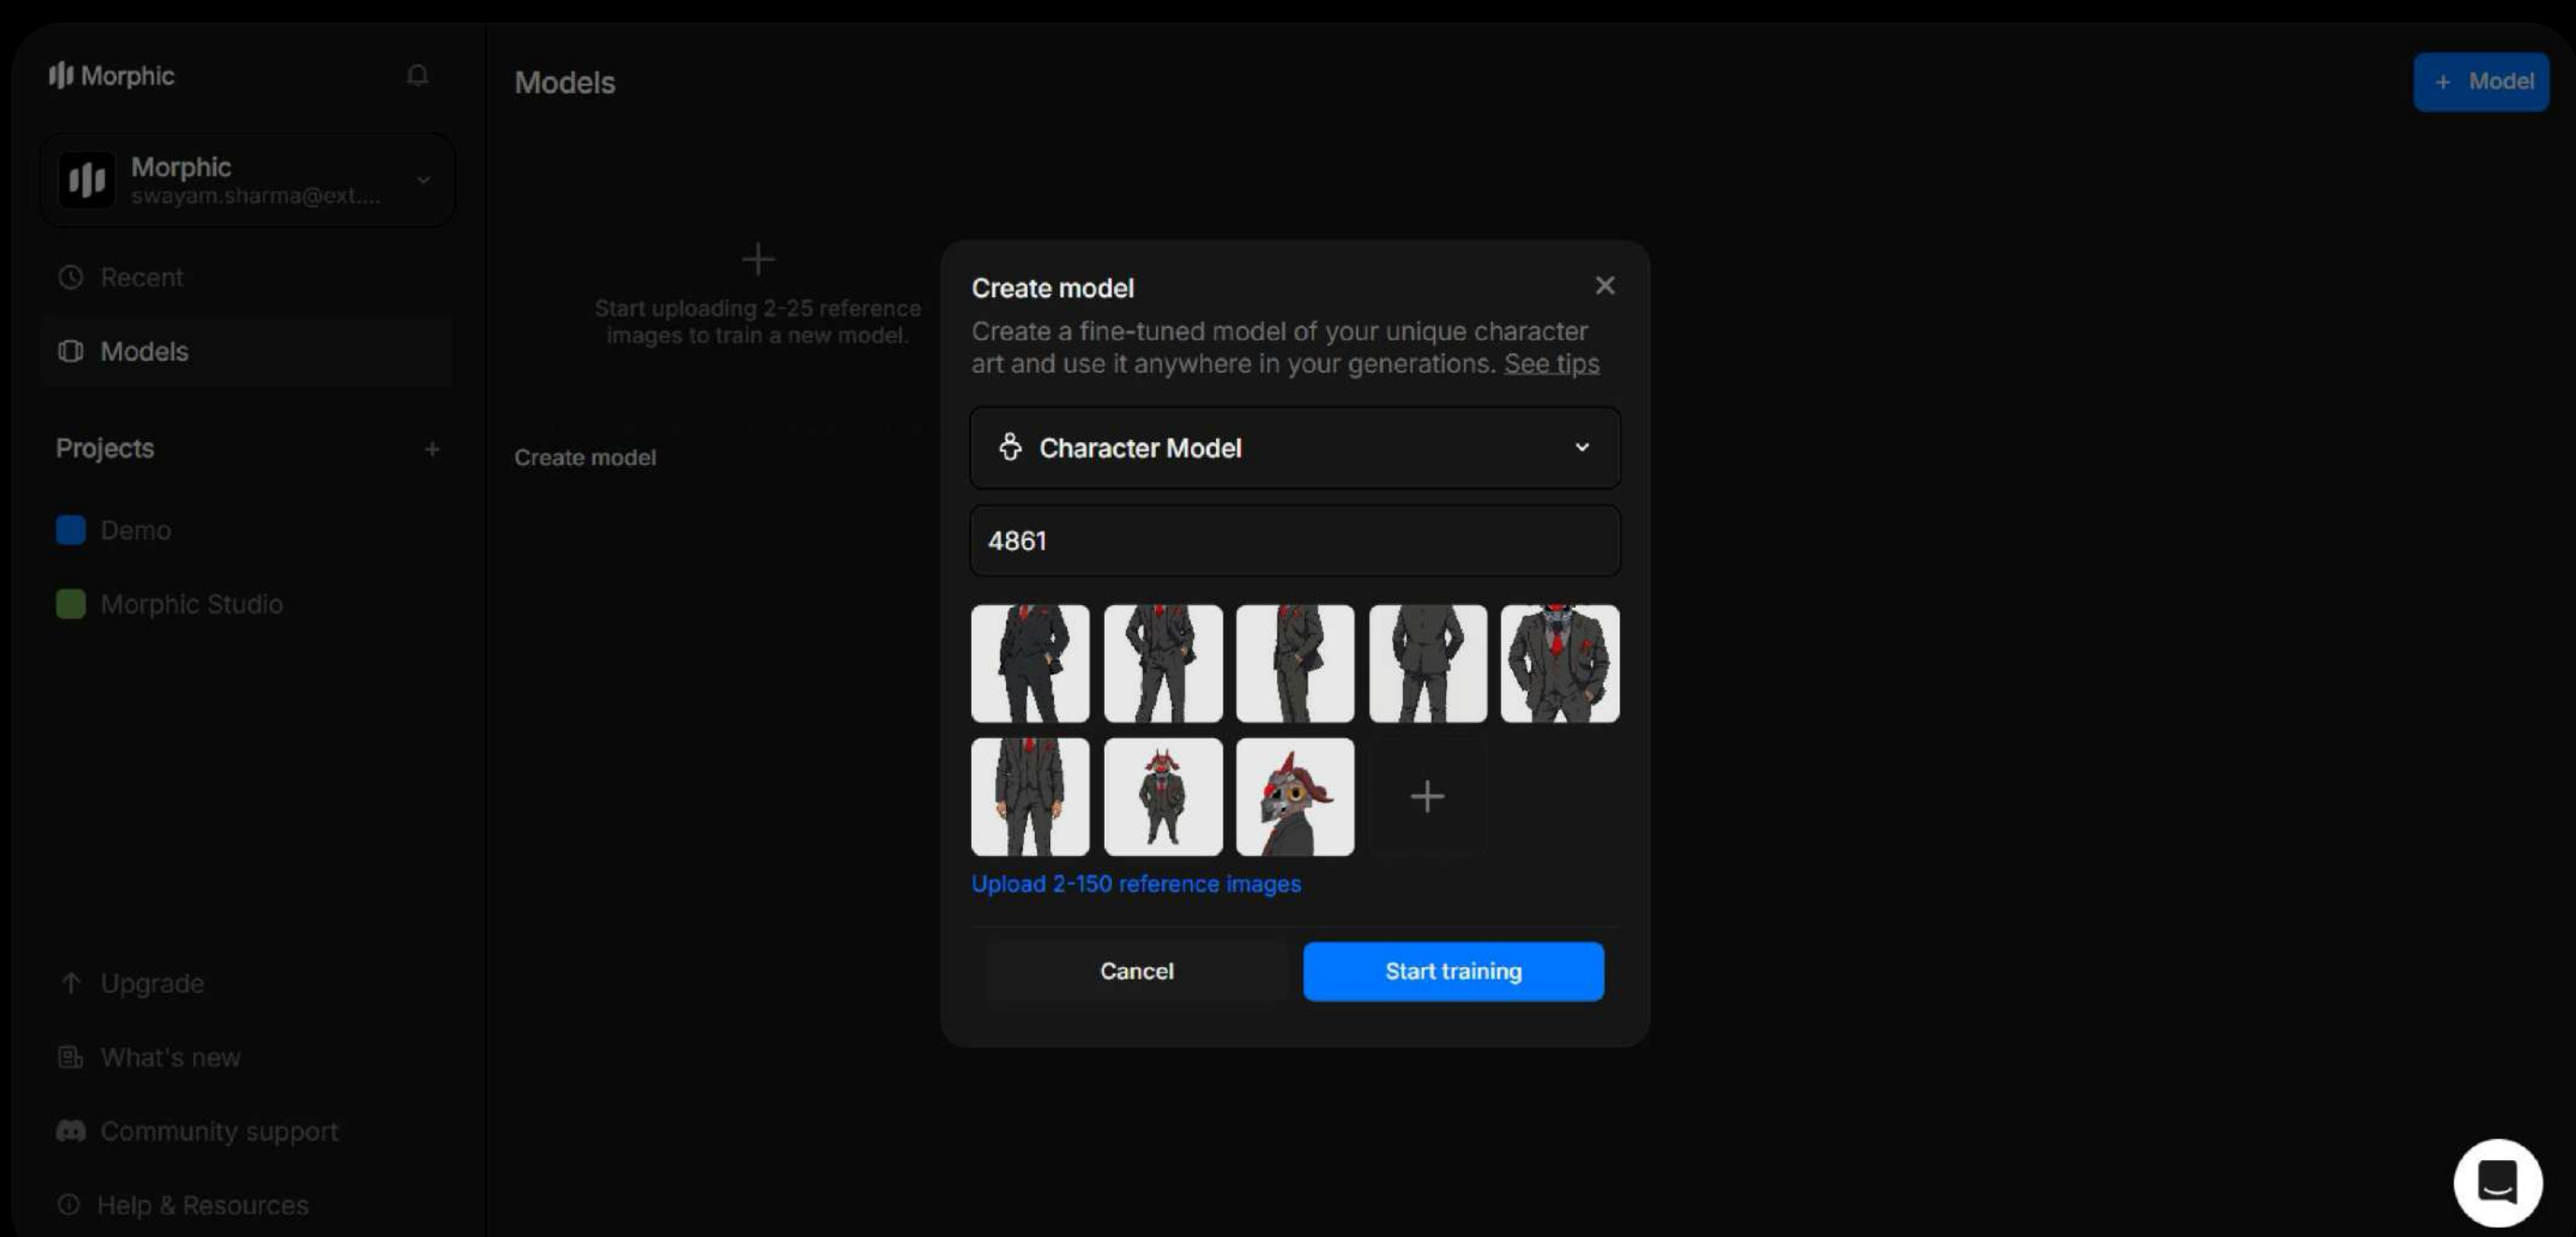 Morphic
Morphic
swayam.sharma@ext....
Recent
Models
Projects
Demo
Morphic Studio
Upgrade
What's new
Community support
Help & Resources
Models
+ Model
Start uploading 2-25 reference
images to train a new model.
Create model
Create model
Create a fine-tuned model of your unique character
art and use it anywhere in your generations. See tips
Character Model
4861
Upload 2-150 reference images
Cancel
Start training